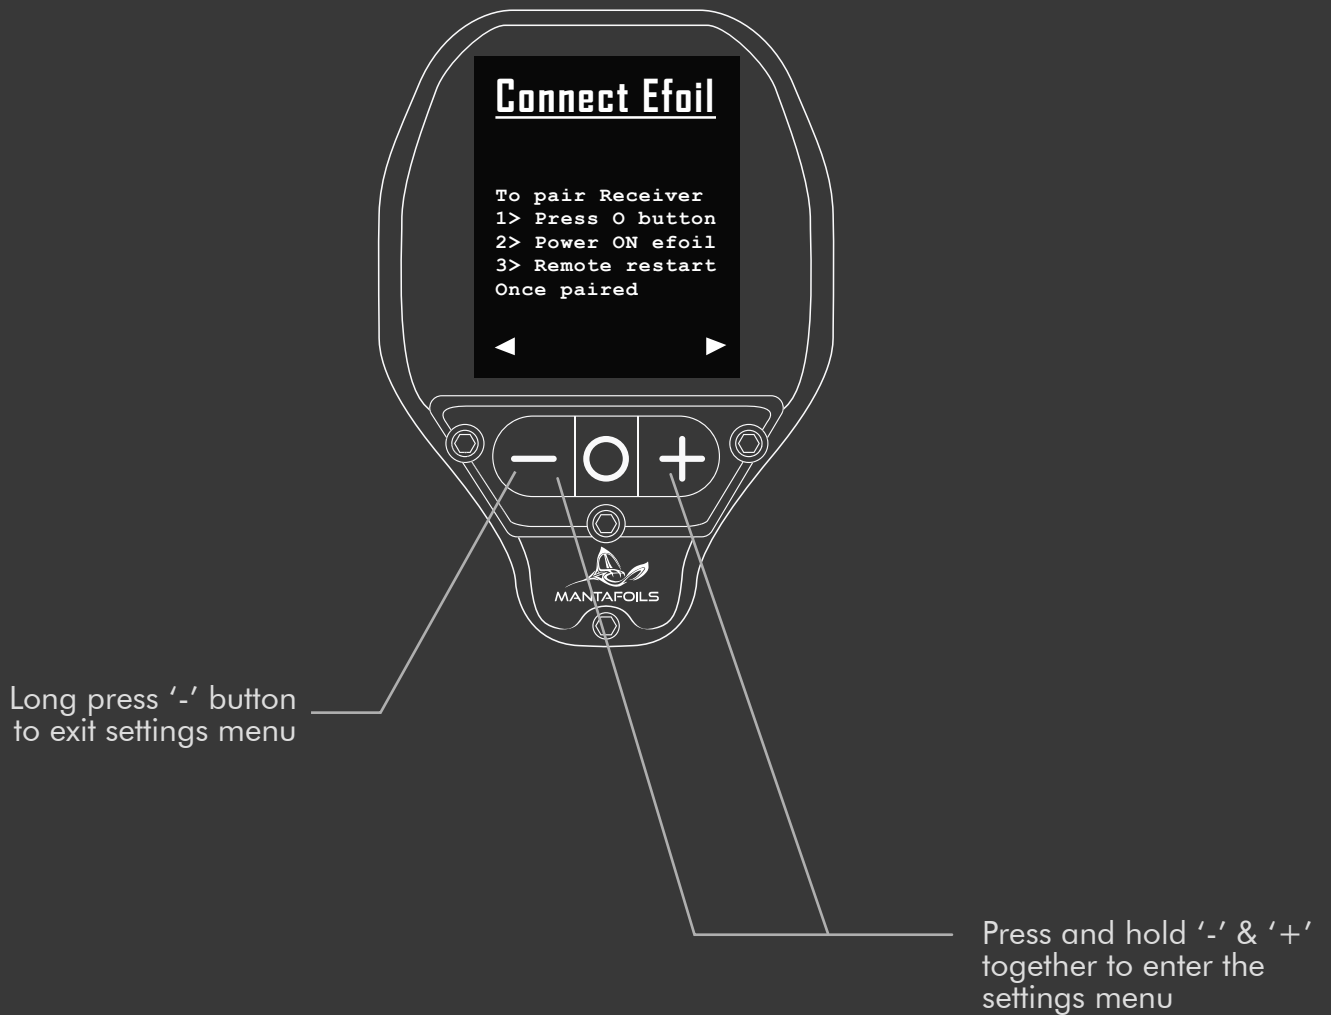 Connect Efoil
To pair Receiver
1> Press O button
2> Power ON efoil
3> Remote restart
Once paired
MANTAFOILS
Long press ‘-’ button
to exit settings menu
Press and hold ‘-’ & ‘+’
together to enter the
settings menu